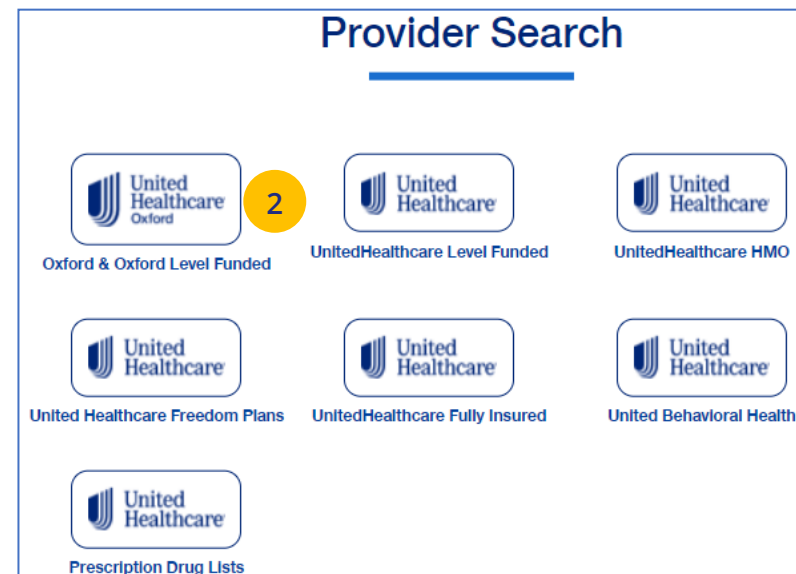 Provider Search
United
Healthcare
Oxford
2
Oxford & Oxford Level Funded
United
Healthcare
UnitedHealthcare Level Funded
United
Healthcare
UnitedHealthcare HMO
United
Healthcare
United Healthcare Freedom Plans
United
Healthcare
UnitedHealthcare Fully Insured
United
Healthcare
United Behavioral Health
United
Healthcare
Prescription Drug Lists